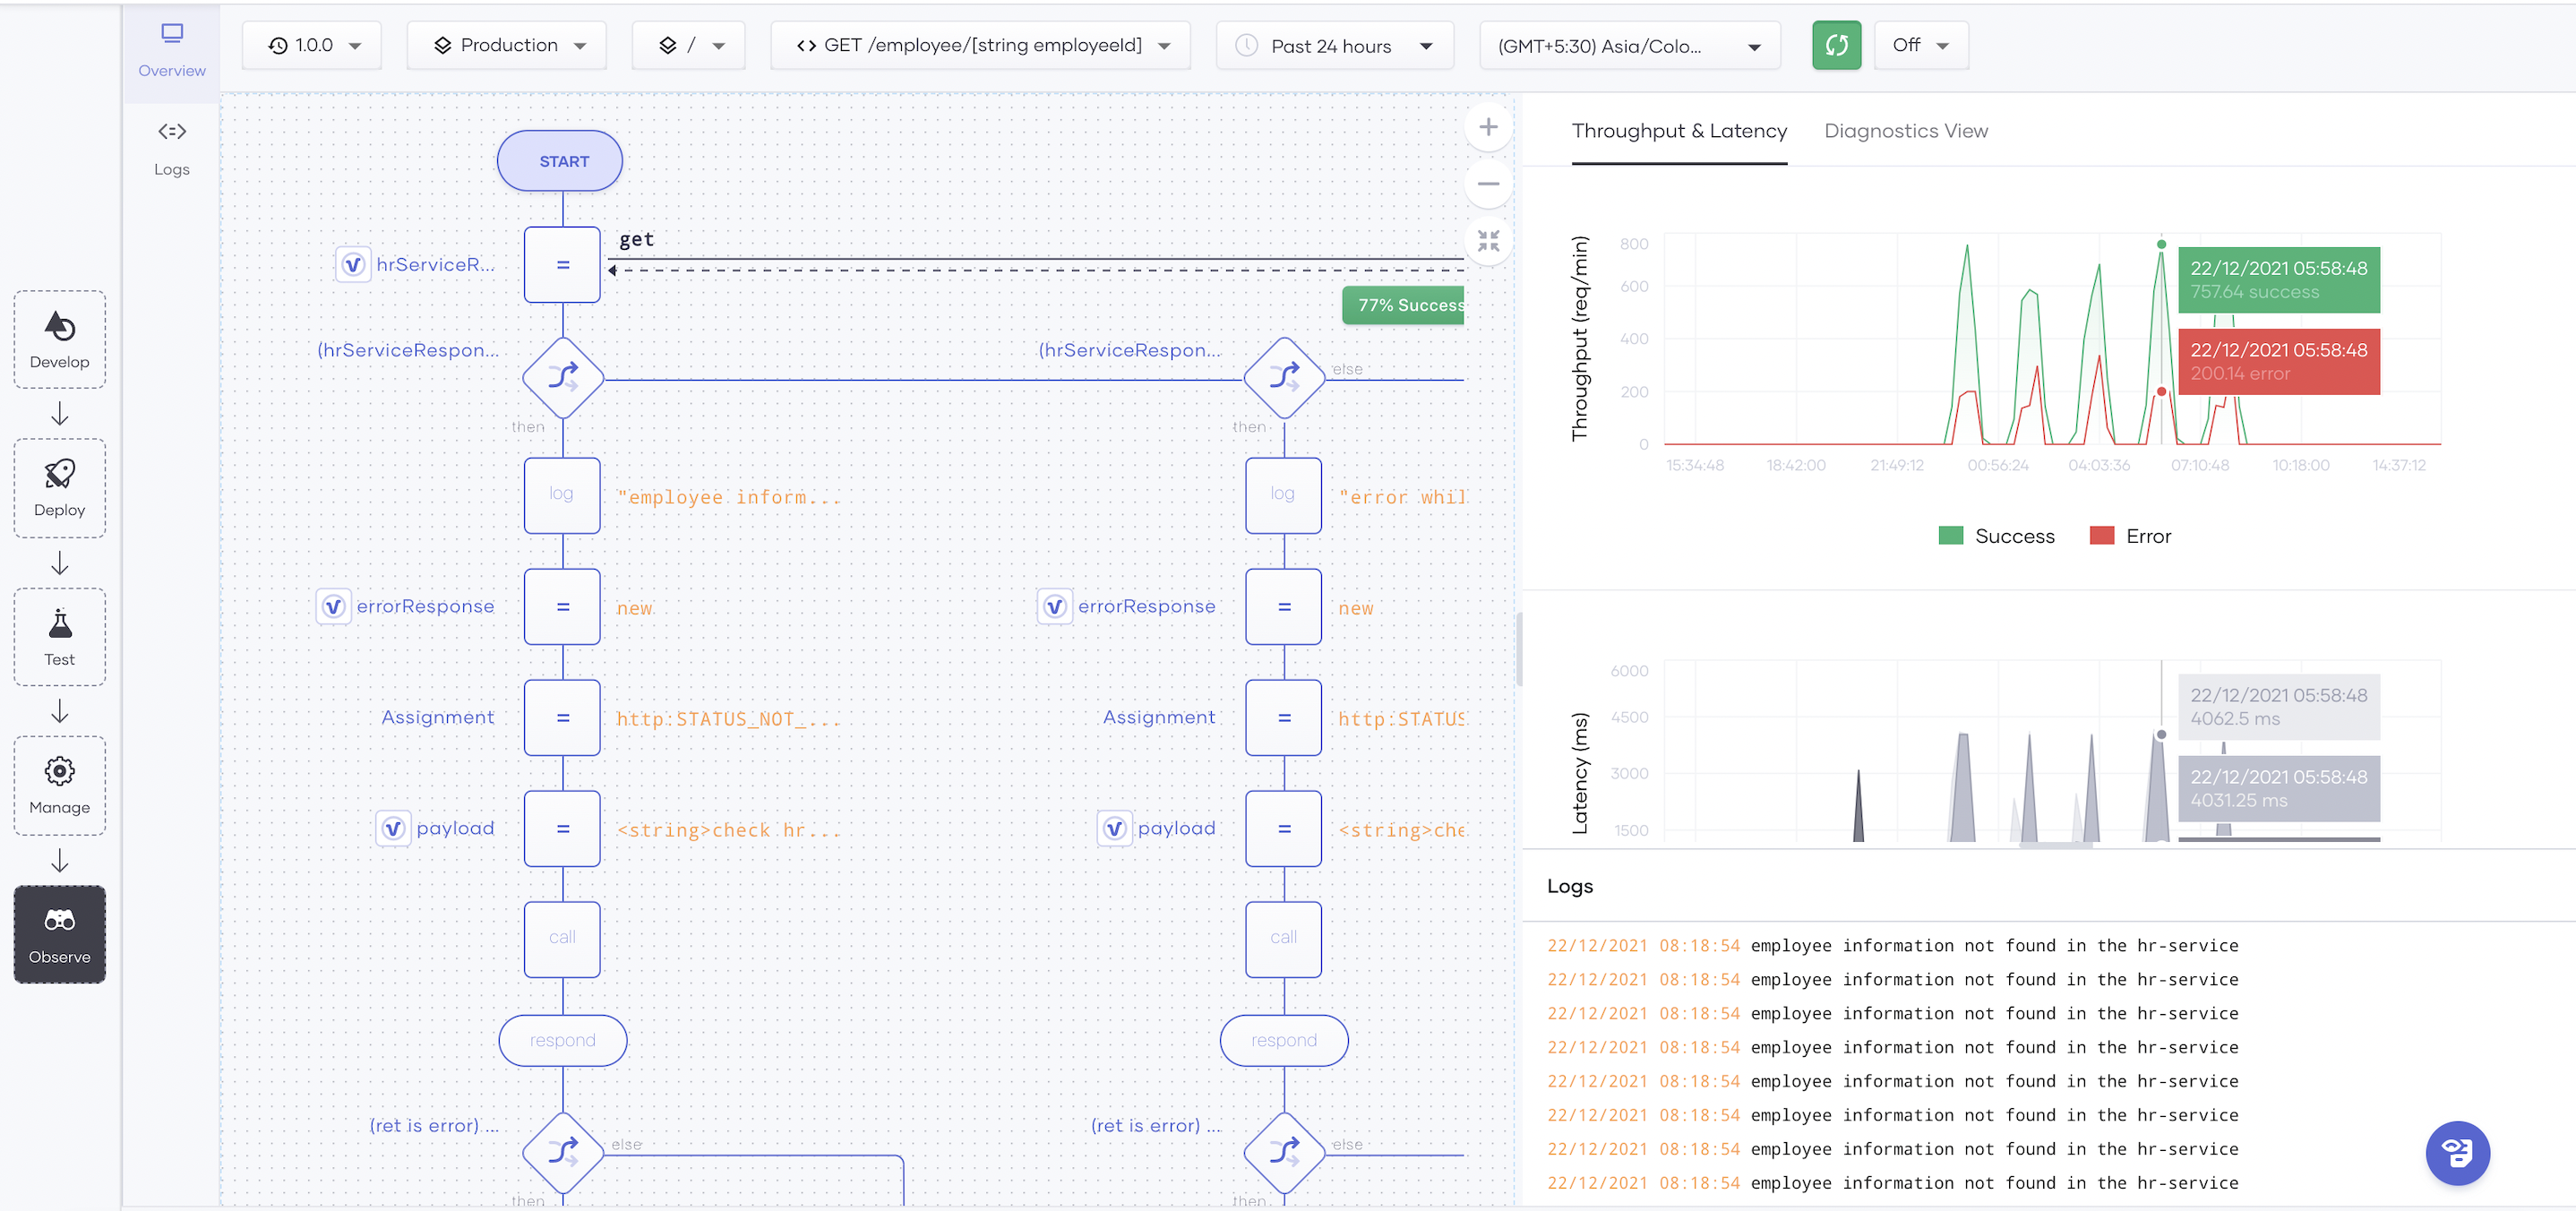 Overview
Logs
Develop
Deploy
Test
Manage
Observe
1.0.0
Production
/
GET /employee/[string employeeId]
Past 24 hours
(GMT+5:30) Asia/Colo...
Off
START
get
hrServiceR...
=
77% Success
(hrServiceRespon...
(hrServiceRespon...
else
then
then
log
"employee inform...
log
"error whil
errorResponse
=
new
errorResponse
=
new
Assignment
=
http:STATUS_NOT_...
Assignment
=
http:STATUS
payload
=
<string>check hr...
payload
=
<string>che
call
call
respond
respond
(ret is error) ...
else
(ret is error) ...
else
then
then
Throughput & Latency
Diagnostics View
Throughput (req/min)
800
600
400
200
0
22/12/2021 05:58:48
757.64 success
22/12/2021 05:58:48
200.14 error
15:34:48
18:42:00
21:49:12
00:56:24
04:03:36
07:10:48
10:18:00
14:37:12
Success
Error
Latency (ms)
6000
4500
3000
1500
22/12/2021 05:58:48
4062.5 ms
22/12/2021 05:58:48
4031.25 ms
Logs
22/12/2021 08:18:54 employee information not found in the hr-service
22/12/2021 08:18:54 employee information not found in the hr-service
22/12/2021 08:18:54 employee information not found in the hr-service
22/12/2021 08:18:54 employee information not found in the hr-service
22/12/2021 08:18:54 employee information not found in the hr-service
22/12/2021 08:18:54 employee information not found in the hr-service
22/12/2021 08:18:54 employee information not found in the hr-service
22/12/2021 08:18:54 employee information not found in the hr-service